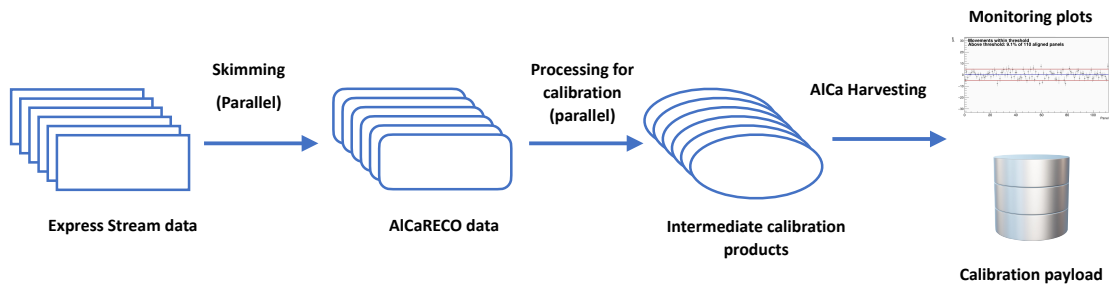 Monitoring plots
Movements within threshold
Above threshold: 9.1% of 110 aligned panels
Skimming
(Parallel)
Processing for
calibration
(parallel)
AlCa Harvesting
Express Stream data
AlCaRECO data
Intermediate calibration
products
Calibration payload